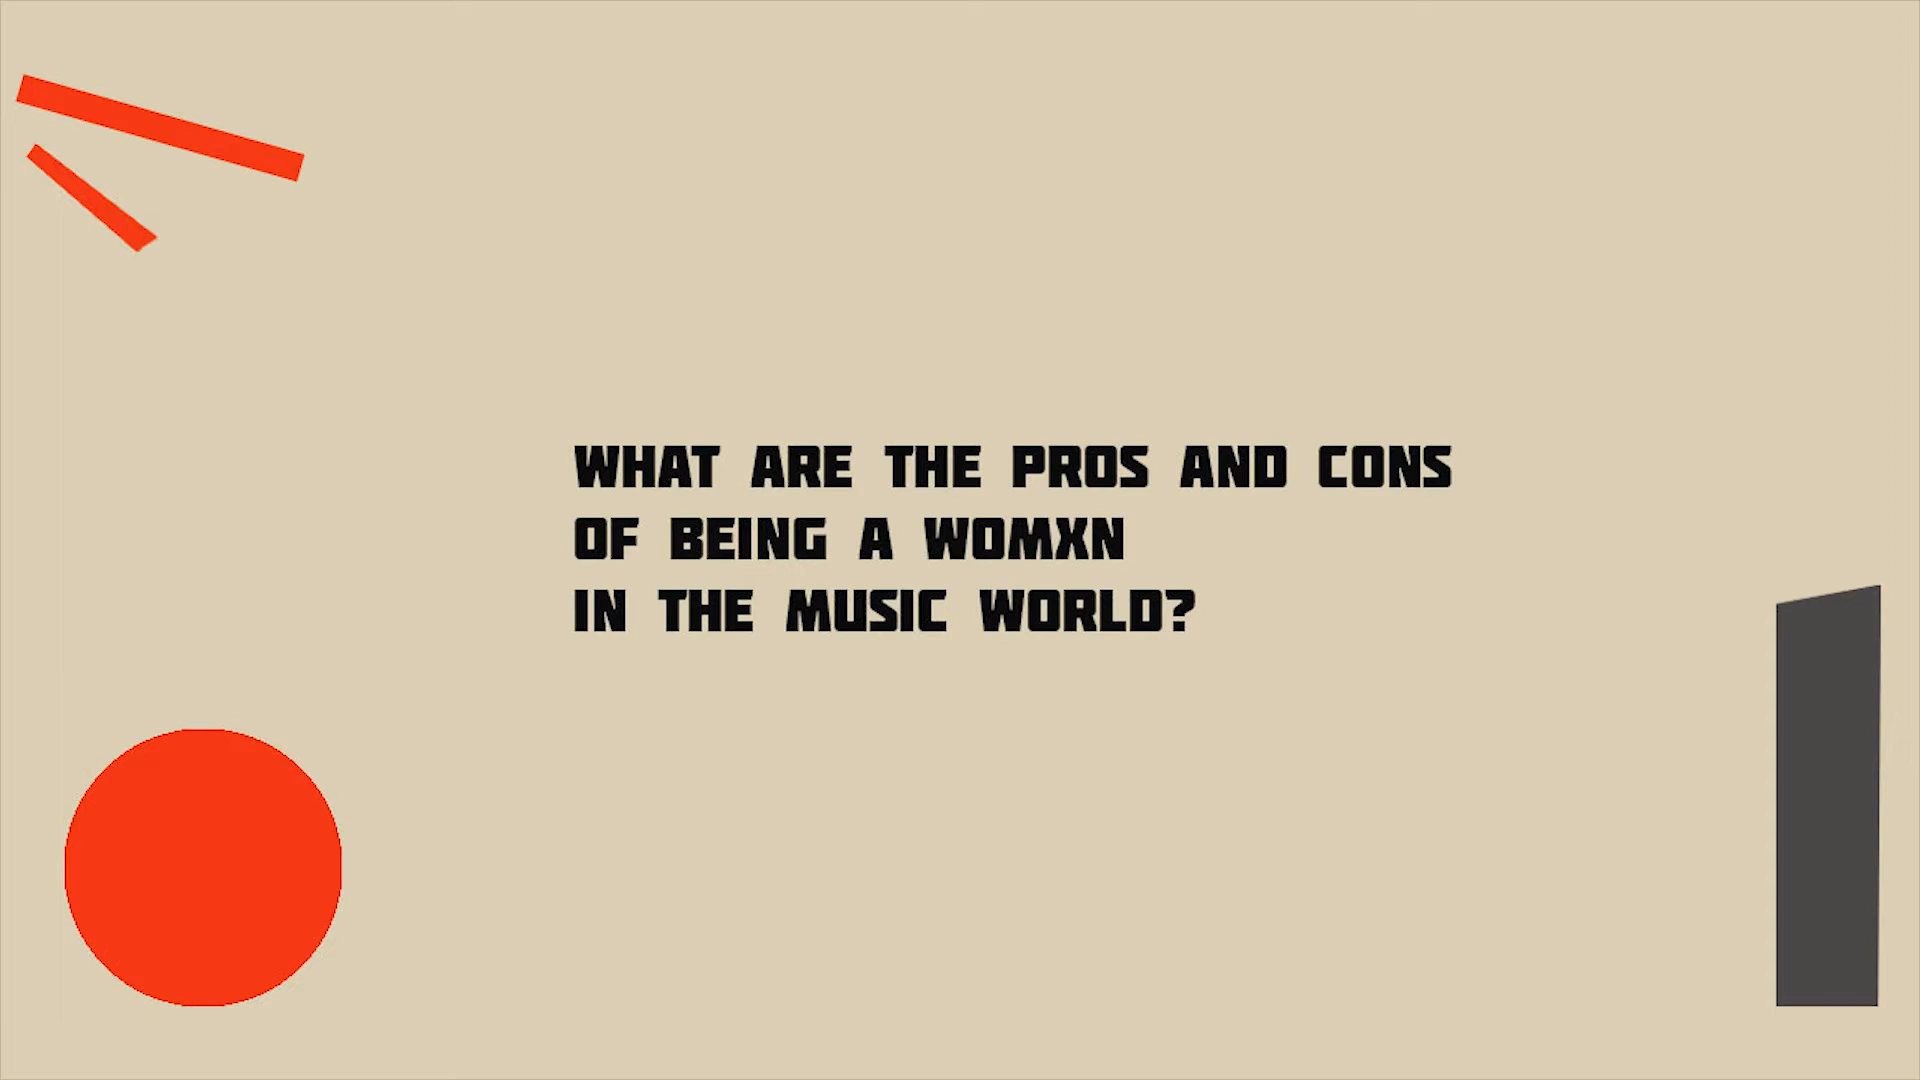 WHAT ARE THE PROS AND CONS
OF BEING A WOMXN
IN THE MUSIC WORLD?